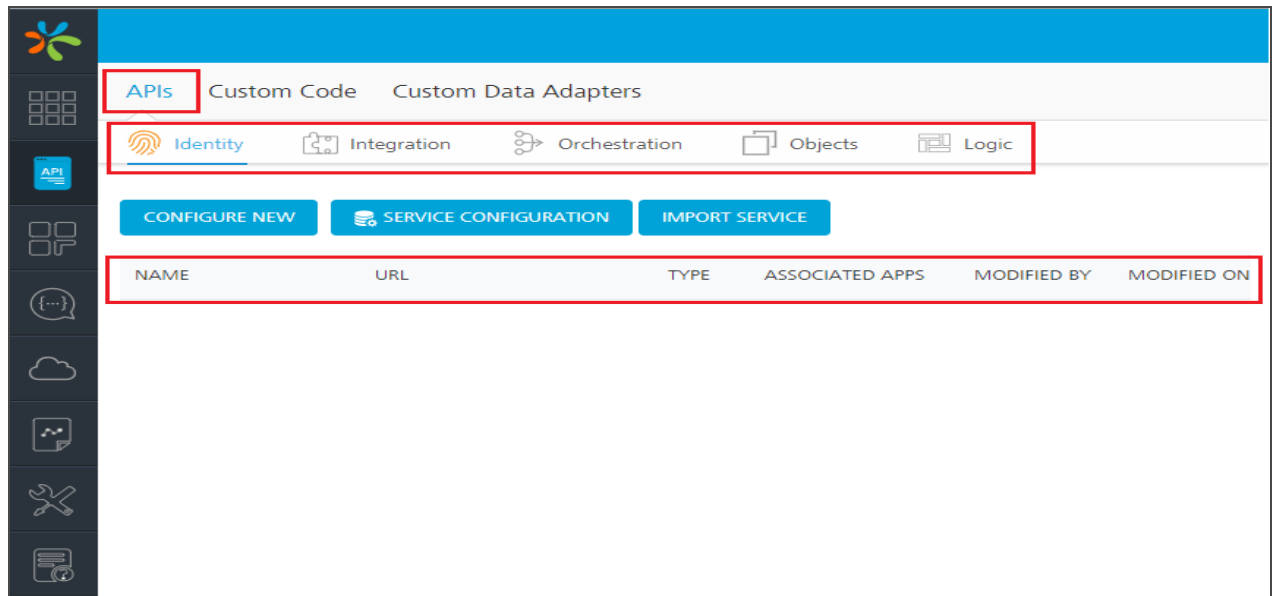 APIs Custom Code Custom Data Adapters
Identity Integration Orchestration Objects Logic
API
CONFIGURE NEW SERVICE CONFIGURATION IMPORT SERVICE
NAME URL TYPE ASSOCIATED APPS MODIFIED BY MODIFIED ON